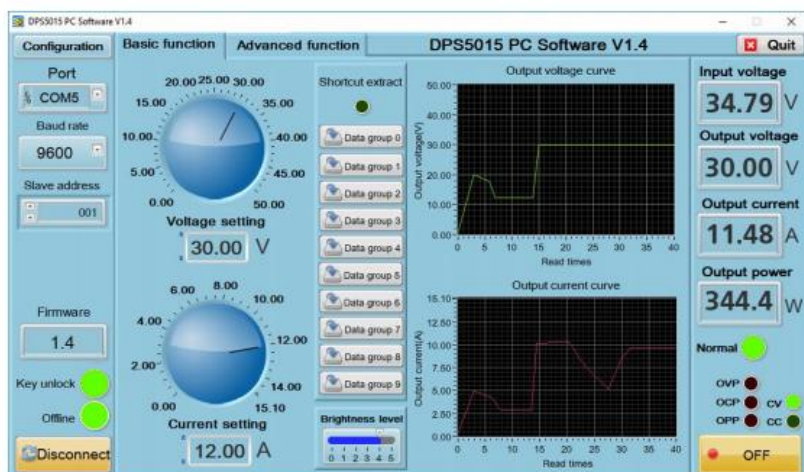 DPS5015 PC Software V1.4
Configuration
Basic function
Advanced function
DPS5015 PC Software V1.4
Quit
Port
COM5
Baud rate
9600
Slave address
001
Firmware
1.4
Key unlock
Offline
Disconnect
20.00 25.00 30.00
15.00
35.00
10.00
40.00
5.00
45.00
0.00
50.00
Voltage setting
30.00 V
6.00
8.00
10.00
4.00
12.00
2.00
14.00
0.00
15.10
Current setting
12.00 A
Shortcut extract
Data group 0
Data group 1
Data group 2
Data group 3
Data group 4
Data group 5
Data group 6
Data group 7
Data group 8
Data group 9
Brightness level
0 1 2 3 4 5
Output voltage curve
Output voltage(V)
50.00
40.00
30.00
20.00
10.00
0.00
0 5 10 15 20 25 30 35 40
Read times
Output current curve
Output current(A)
15.10
12.50
10.00
7.50
5.00
2.50
0.00
0 5 10 15 20 25 30 35 40
Read times
Input voltage
34.79 V
Output voltage
30.00 V
Output current
11.48 A
Output power
344.4 W
Normal
OVP
OCP CV
OPP CC
OFF